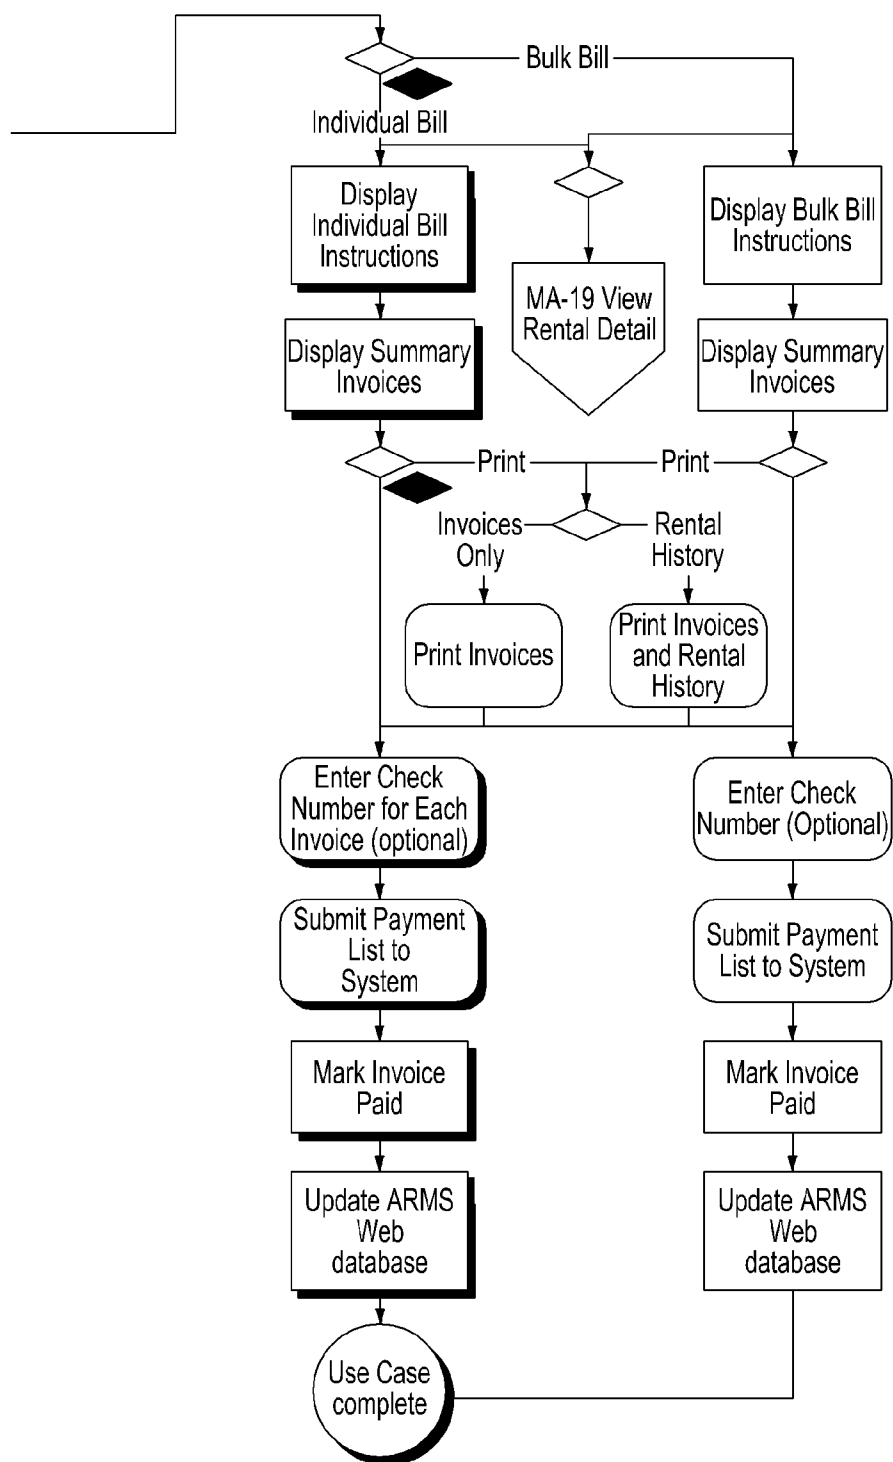 Bulk Bill
Individual Bill
Display
Individual Bill
Instructions
MA-19 View
Rental Detail
Display Bulk Bill
Instructions
Display Summary
Invoices
Display Summary
Invoices
Print
Print
Invoices
Only
Rental
History
Print Invoices
Print Invoices
and Rental
History
Enter Check
Number for Each
Invoice (optional)
Enter Check
Number (Optional)
Submit Payment
List to
System
Submit Payment
List to System
Mark Invoice
Paid
Mark Invoice
Paid
Update ARMS
Web
database
Update ARMS
Web
database
Use Case
complete